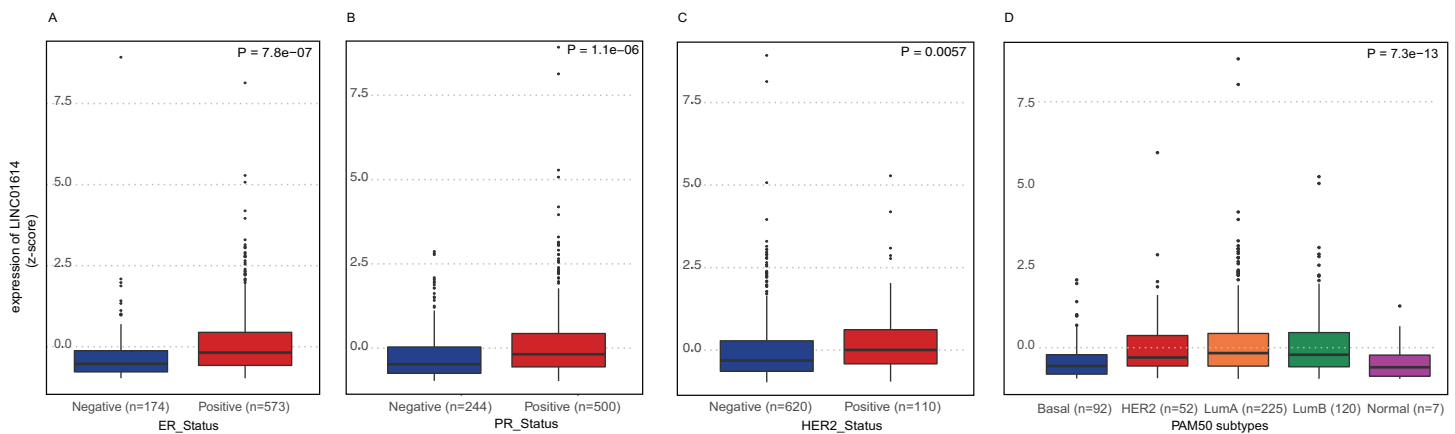 A
P = 7.8e−07
7.5
5.0
2.5
0.0
expression of LINC01614
(z-score)
Negative (n=174)
Positive (n=573)
ER_Status
B
P = 1.1e−06
7.5
5.0
2.5
0.0
Negative (n=244)
Positive (n=500)
PR_Status
C
P = 0.0057
7.5
5.0
2.5
0.0
Negative (n=620)
Positive (n=110)
HER2_Status
D
P = 7.3e−13
7.5
5.0
2.5
0.0
Basal (n=92)
HER2 (n=52)
LumA (n=225)
LumB (120)
Normal (n=7)
PAM50 subtypes